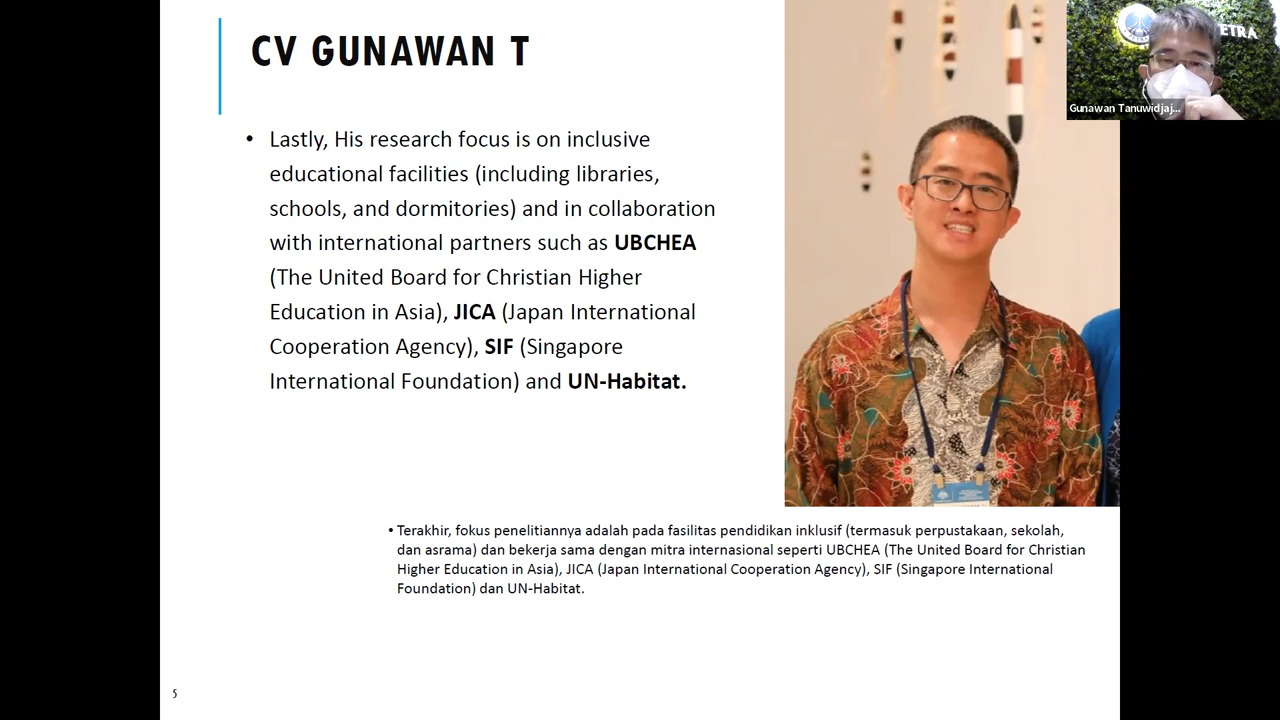 CV GUNAWAN T
• Lastly, His research focus is on inclusive
educational facilities (including libraries,
schools, and dormitories) and in collaboration
with international partners such as UBCHEA
(The United Board for Christian Higher
Education in Asia), JICA (Japan International
Cooperation Agency), SIF (Singapore
International Foundation) and UN-Habitat.
• Terakhir, fokus penelitiannya adalah pada fasilitas pendidikan inklusif (termasuk perpustakaan, sekolah,
dan asrama) dan bekerja sama dengan mitra internasional seperti UBCHEA (The United Board for Christian
Higher Education in Asia), JICA (Japan International Cooperation Agency), SIF (Singapore International
Foundation) dan UN-Habitat.
5
ETRA
Gunawan Tanuwidjaj...